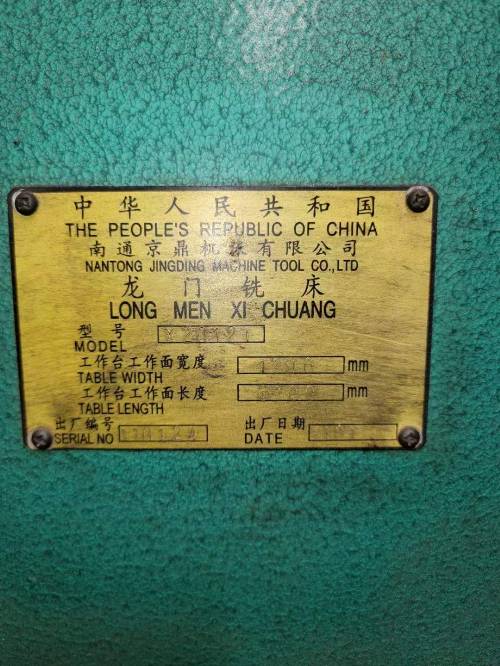 中华人民共和国
THE PEOPLE'S REPUBLIC OF CHINA
南通京鼎机床有限公司
NANTONG JINGDING MACHINE TOOL CO.,LTD
龙门铣床
LONG MEN XI CHUANG
型号
MODEL
工作台工作面宽度 mm
TABLE WIDTH
工作台工作面长度 mm
TABLE LENGTH
出厂编号 出厂日期
SERIAL NO DATE